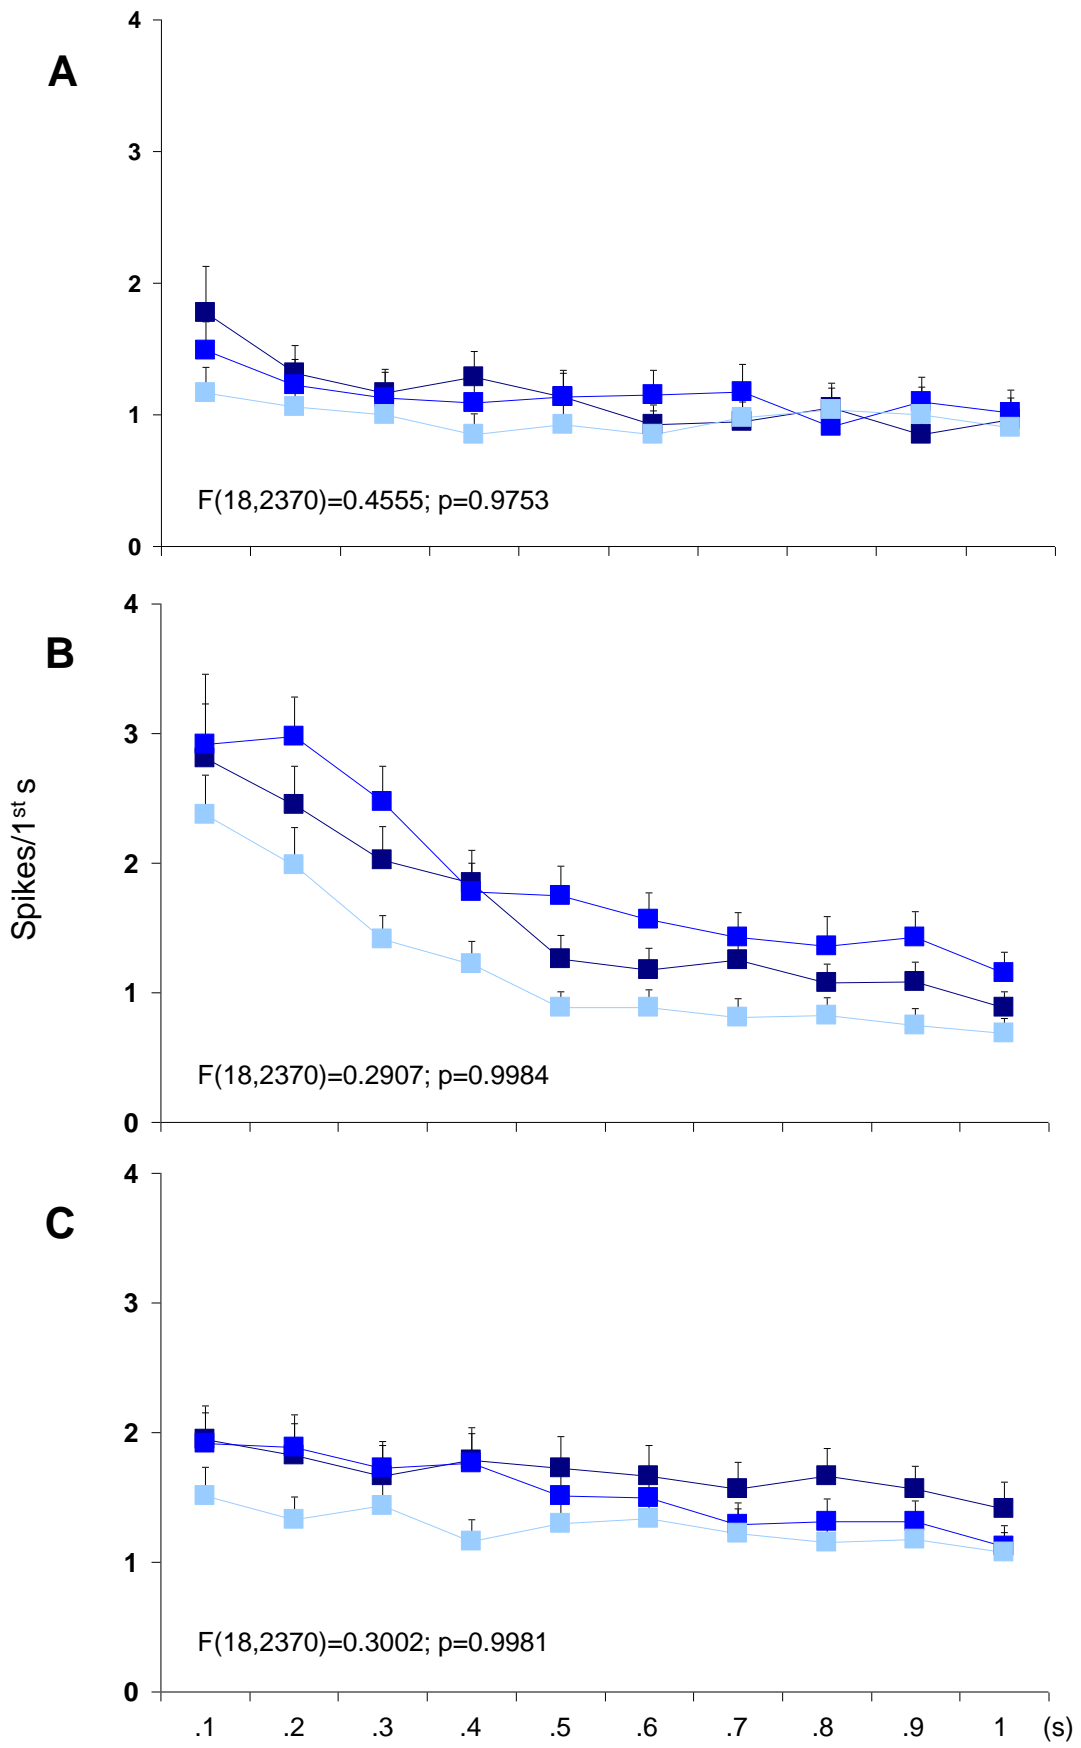 A
4
3
2
1
0
F(18,2370)=0.4555; p=0.9753
B
4
3
2
1
0
F(18,2370)=0.2907; p=0.9984
Spikes/1st s
C
4
3
2
1
0
F(18,2370)=0.3002; p=0.9981
.1 .2 .3 .4 .5 .6 .7 .8 .9 1 (s)